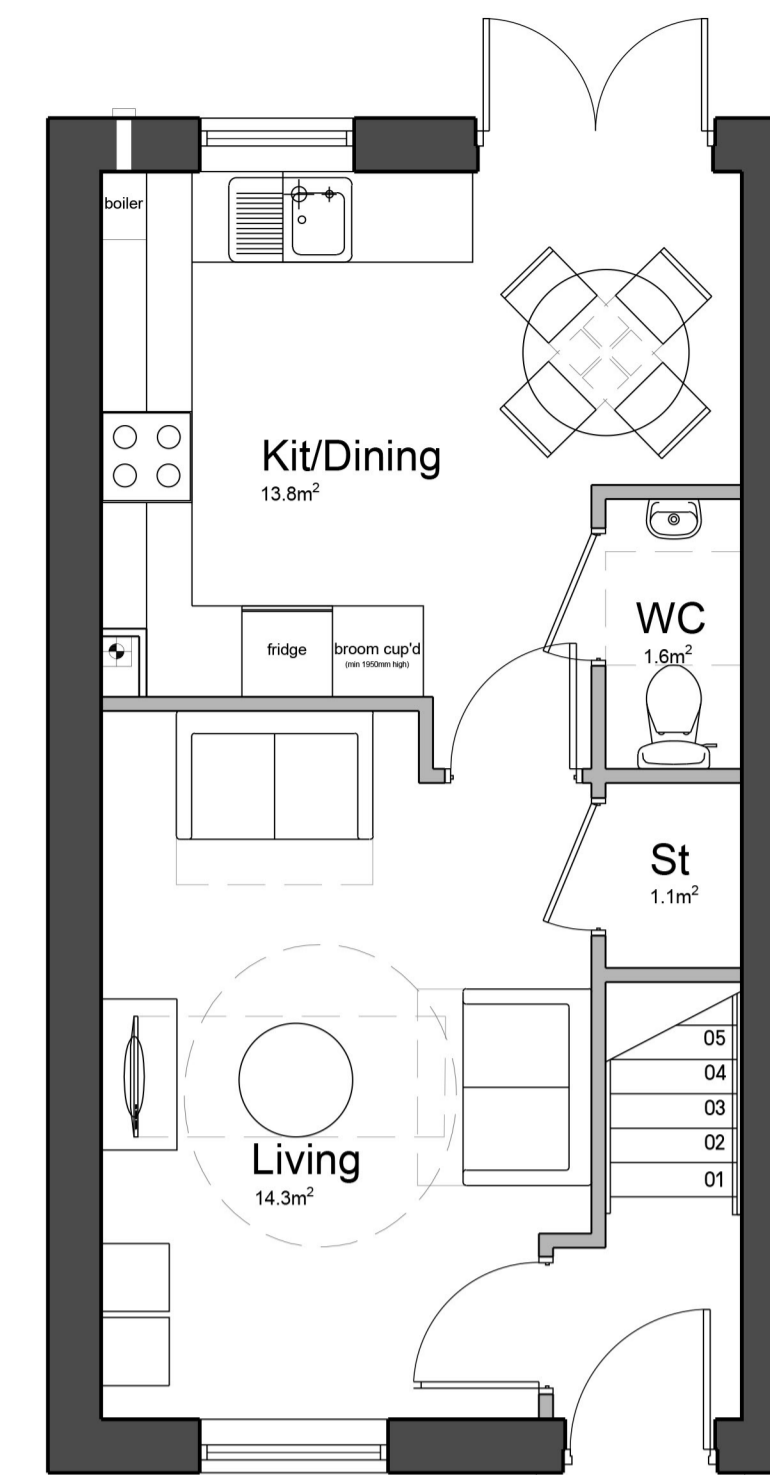 boiler
Kit/Dining
13.8m²
fridge
broom cup'd
(min 1950mm high)
WC
1.6m²
St
1.1m²
05
04
03
02
01
Living
14.3m²